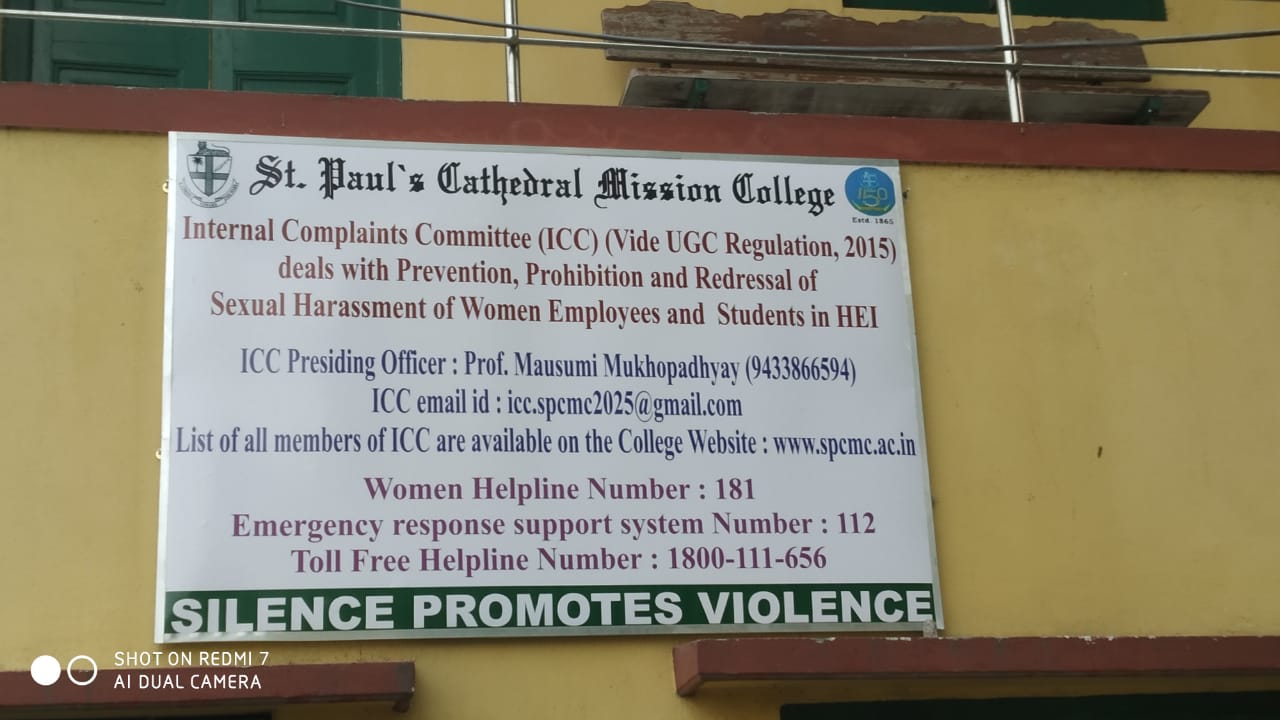 St. Paul`s Cathedral Mission College
150
Estd. 1865
Internal Complaints Committee (ICC) (Vide UGC Regulation, 2015)
deals with Prevention, Prohibition and Redressal of
Sexual Harassment of Women Employees and Students in HEI
ICC Presiding Officer : Prof. Mausumi Mukhopadhyay (9433866594)
ICC email id : icc.spcmc2025@gmail.com
List of all members of ICC are available on the College Website : www.spcmc.ac.in
Women Helpline Number : 181
Emergency response support system Number : 112
Toll Free Helpline Number : 1800-111-656
SILENCE PROMOTES VIOLENCE
SHOT ON REDMI 7
AI DUAL CAMERA